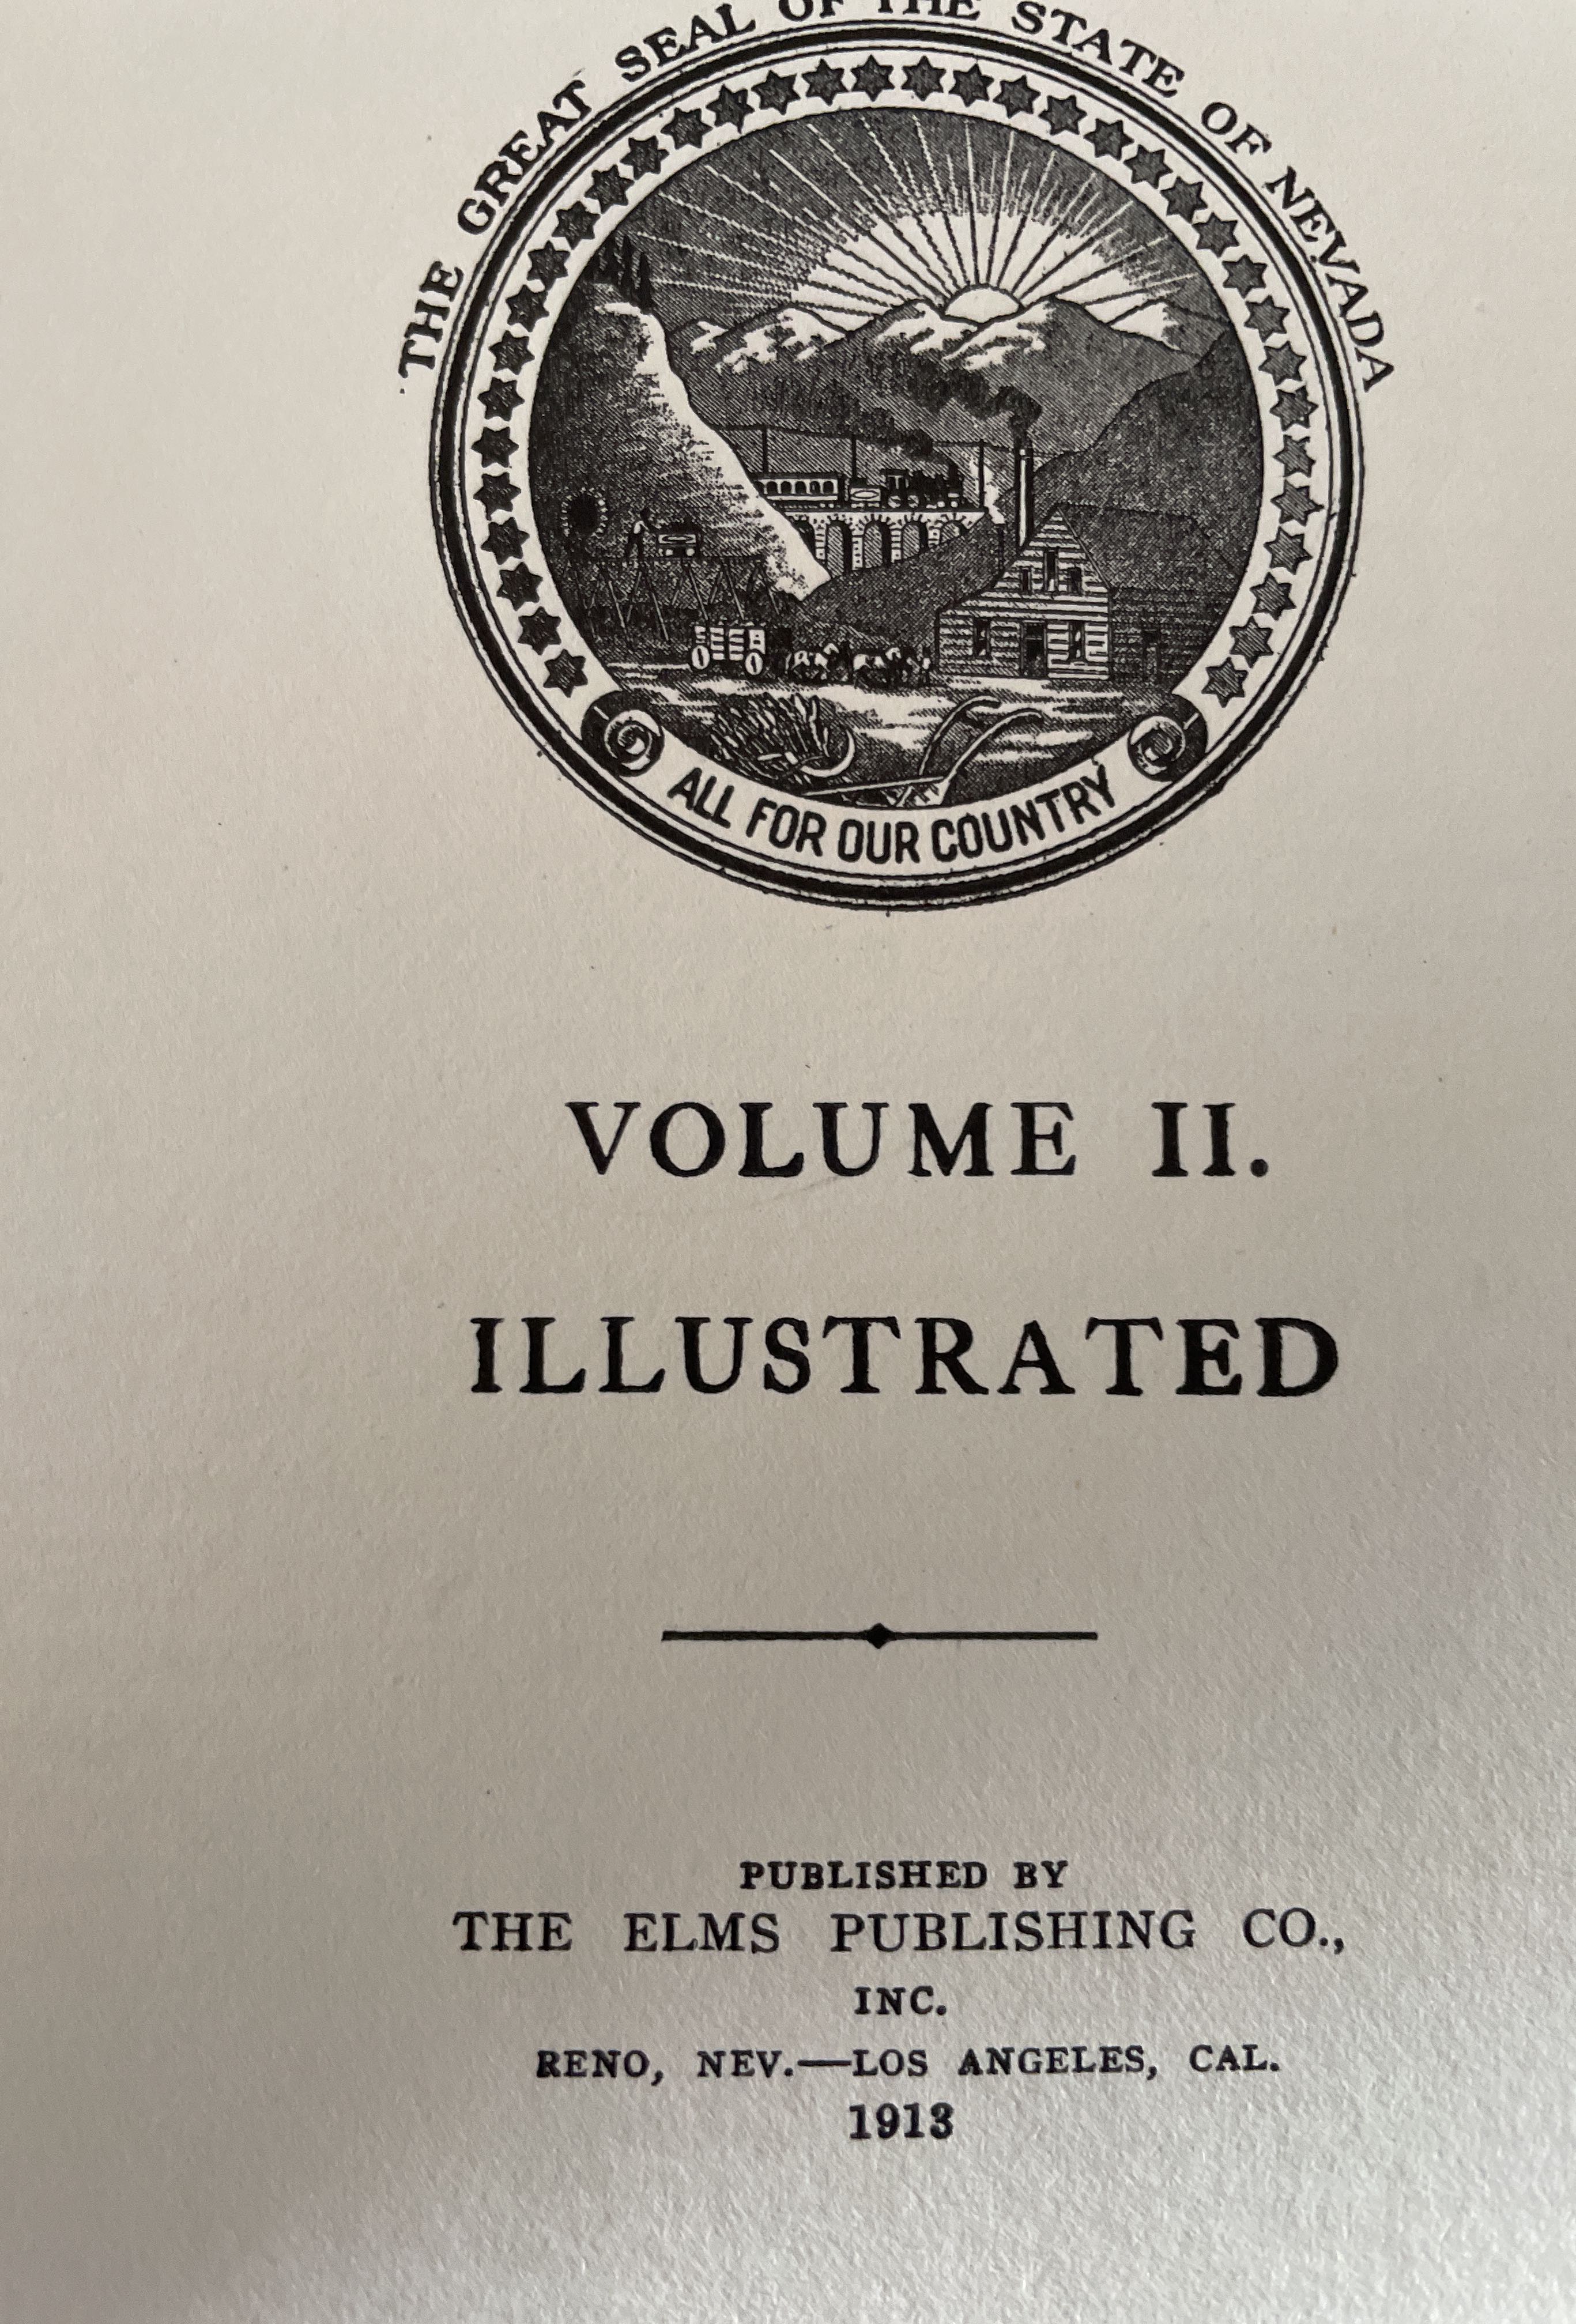 THE GREAT SEAL OF THE STATE OF NEVADA
ALL FOR OUR COUNTRY
VOLUME II.
ILLUSTRATED
PUBLISHED BY
THE ELMS PUBLISHING CO.,
INC.
RENO, NEV.—LOS ANGELES, CAL.
1913